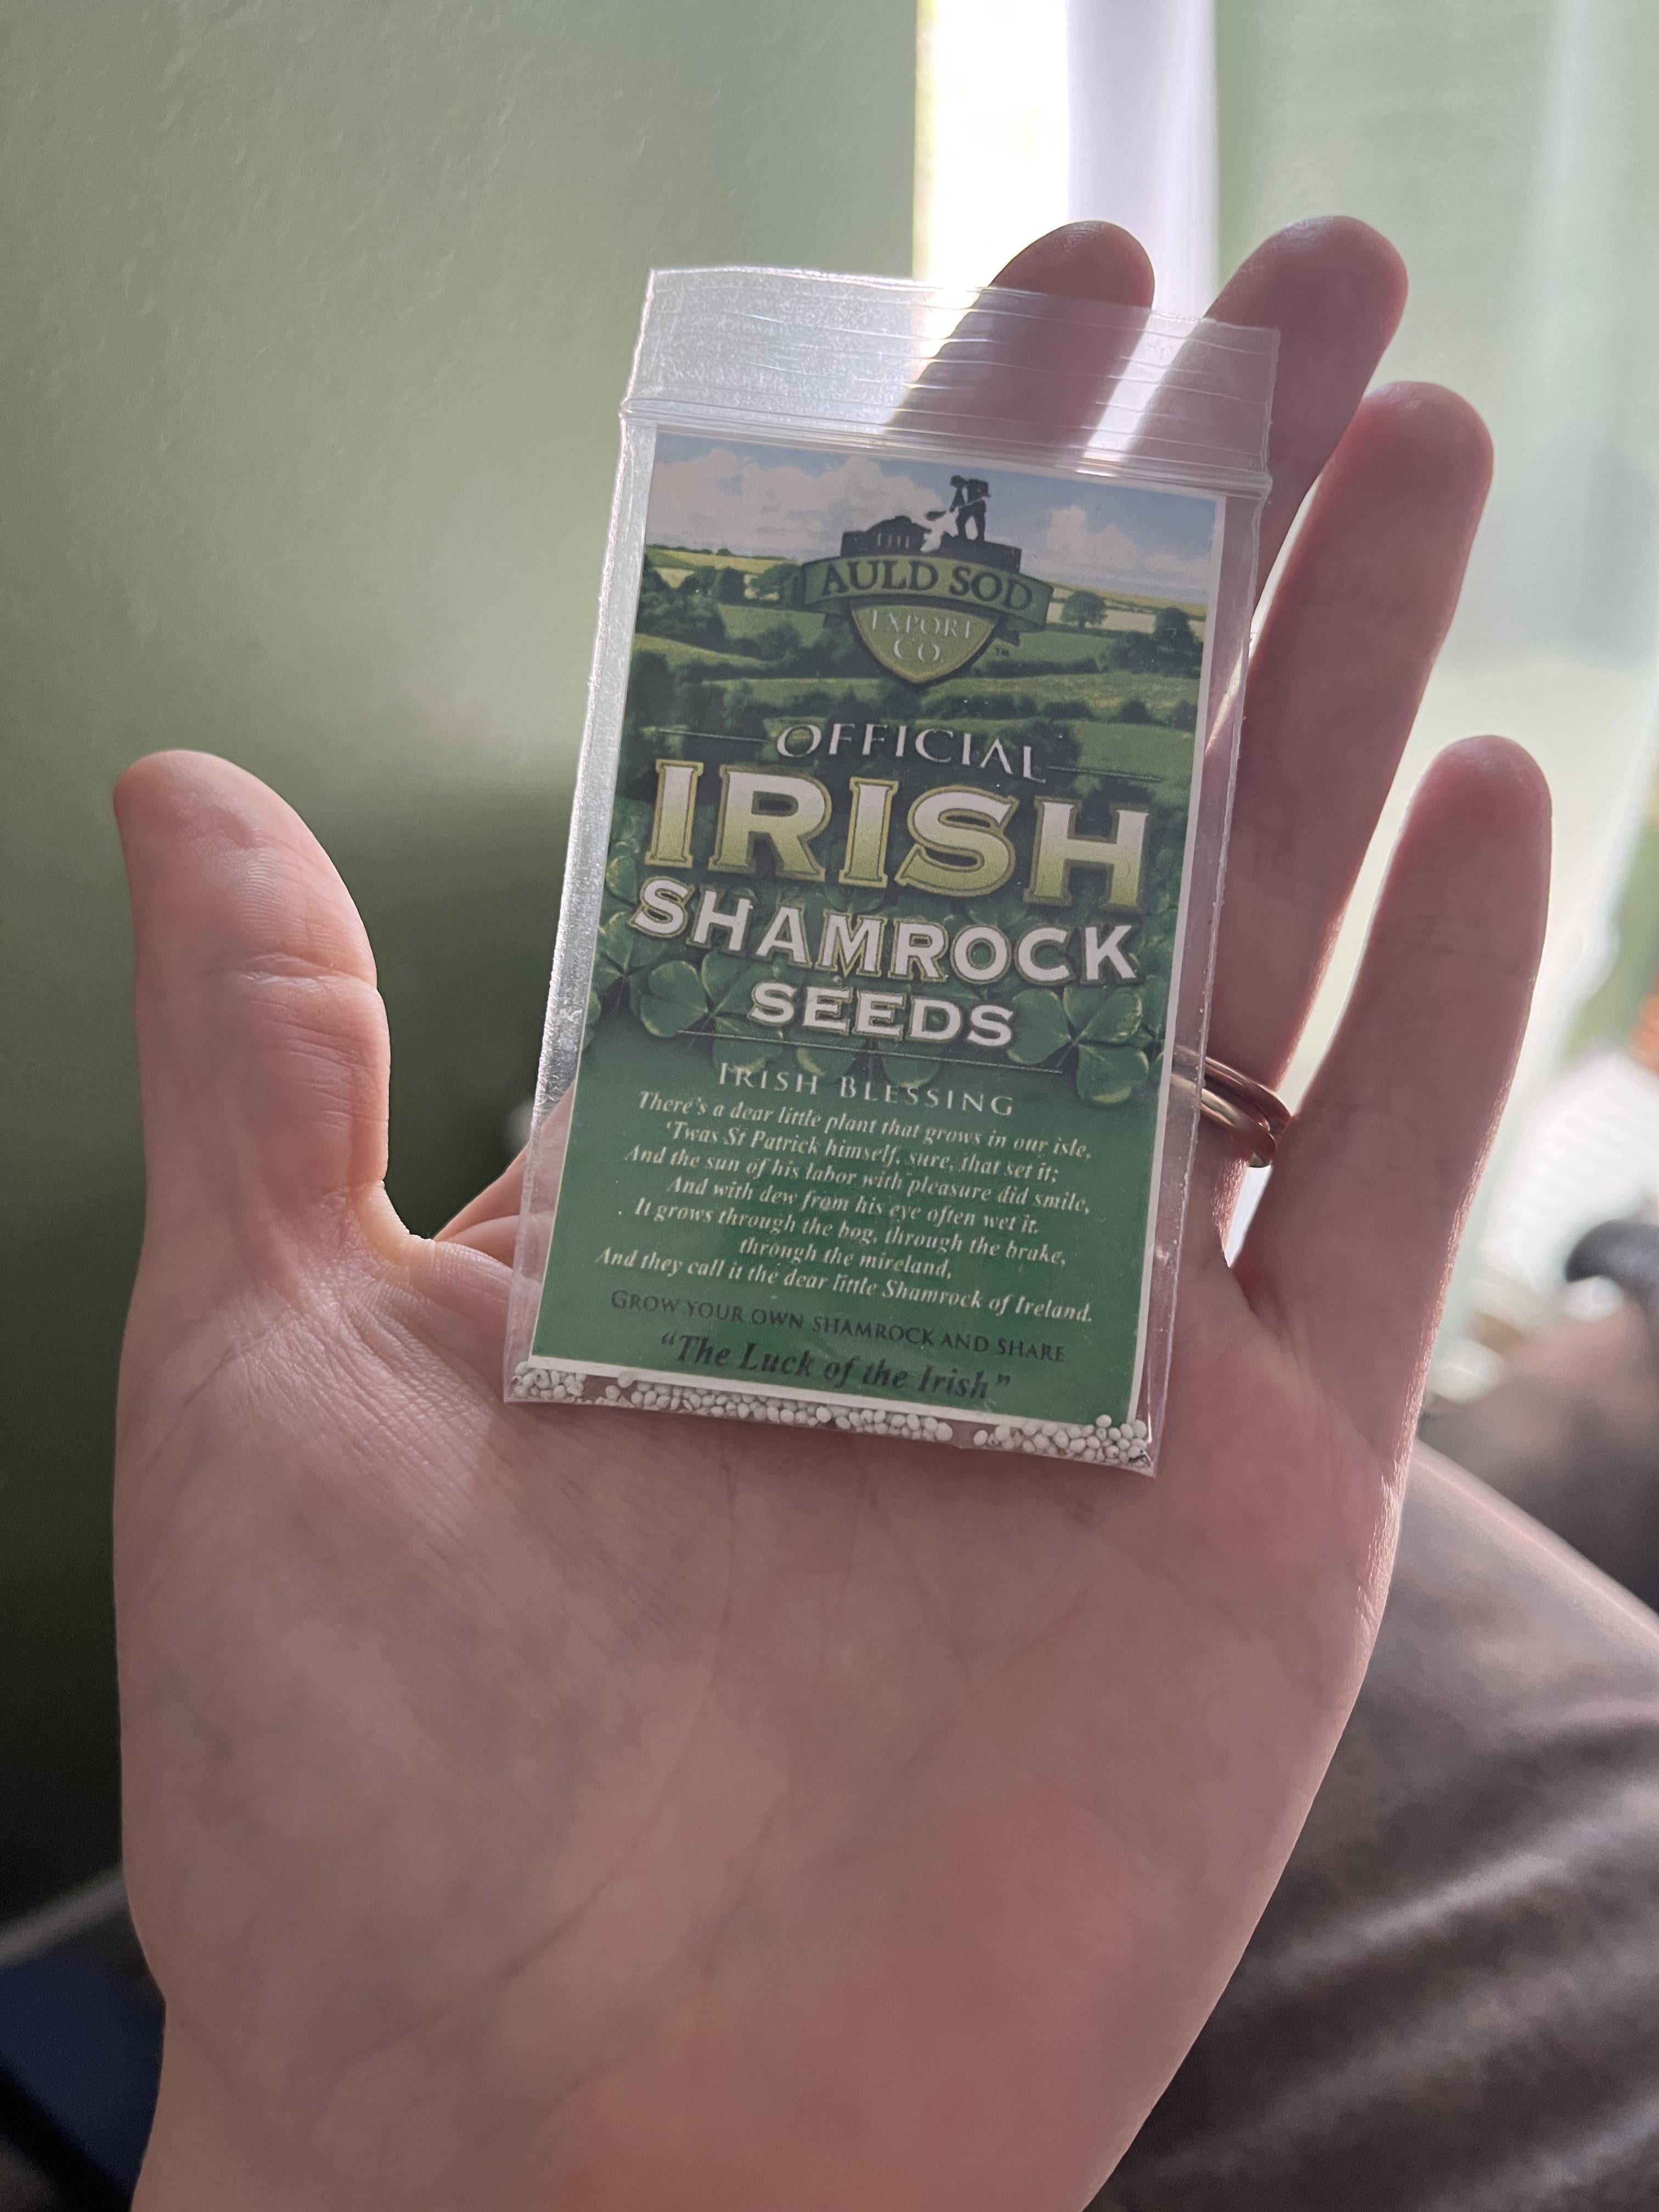 AULD SOD
EXPORT
CO.
™
OFFICIAL
IRISH
SHAMROCK
SEEDS
IRISH BLESSING
There's a dear little plant that grows in our isle,
'Twas St Patrick himself, sure, that set it;
And the sun of his labor with pleasure did smile,
And with dew from his eye often wet it.
It grows through the bog, through the brake,
through the mireland,
And they call it the dear little Shamrock of Ireland.
GROW YOUR OWN SHAMROCK AND SHARE
“The Luck of the Irish”